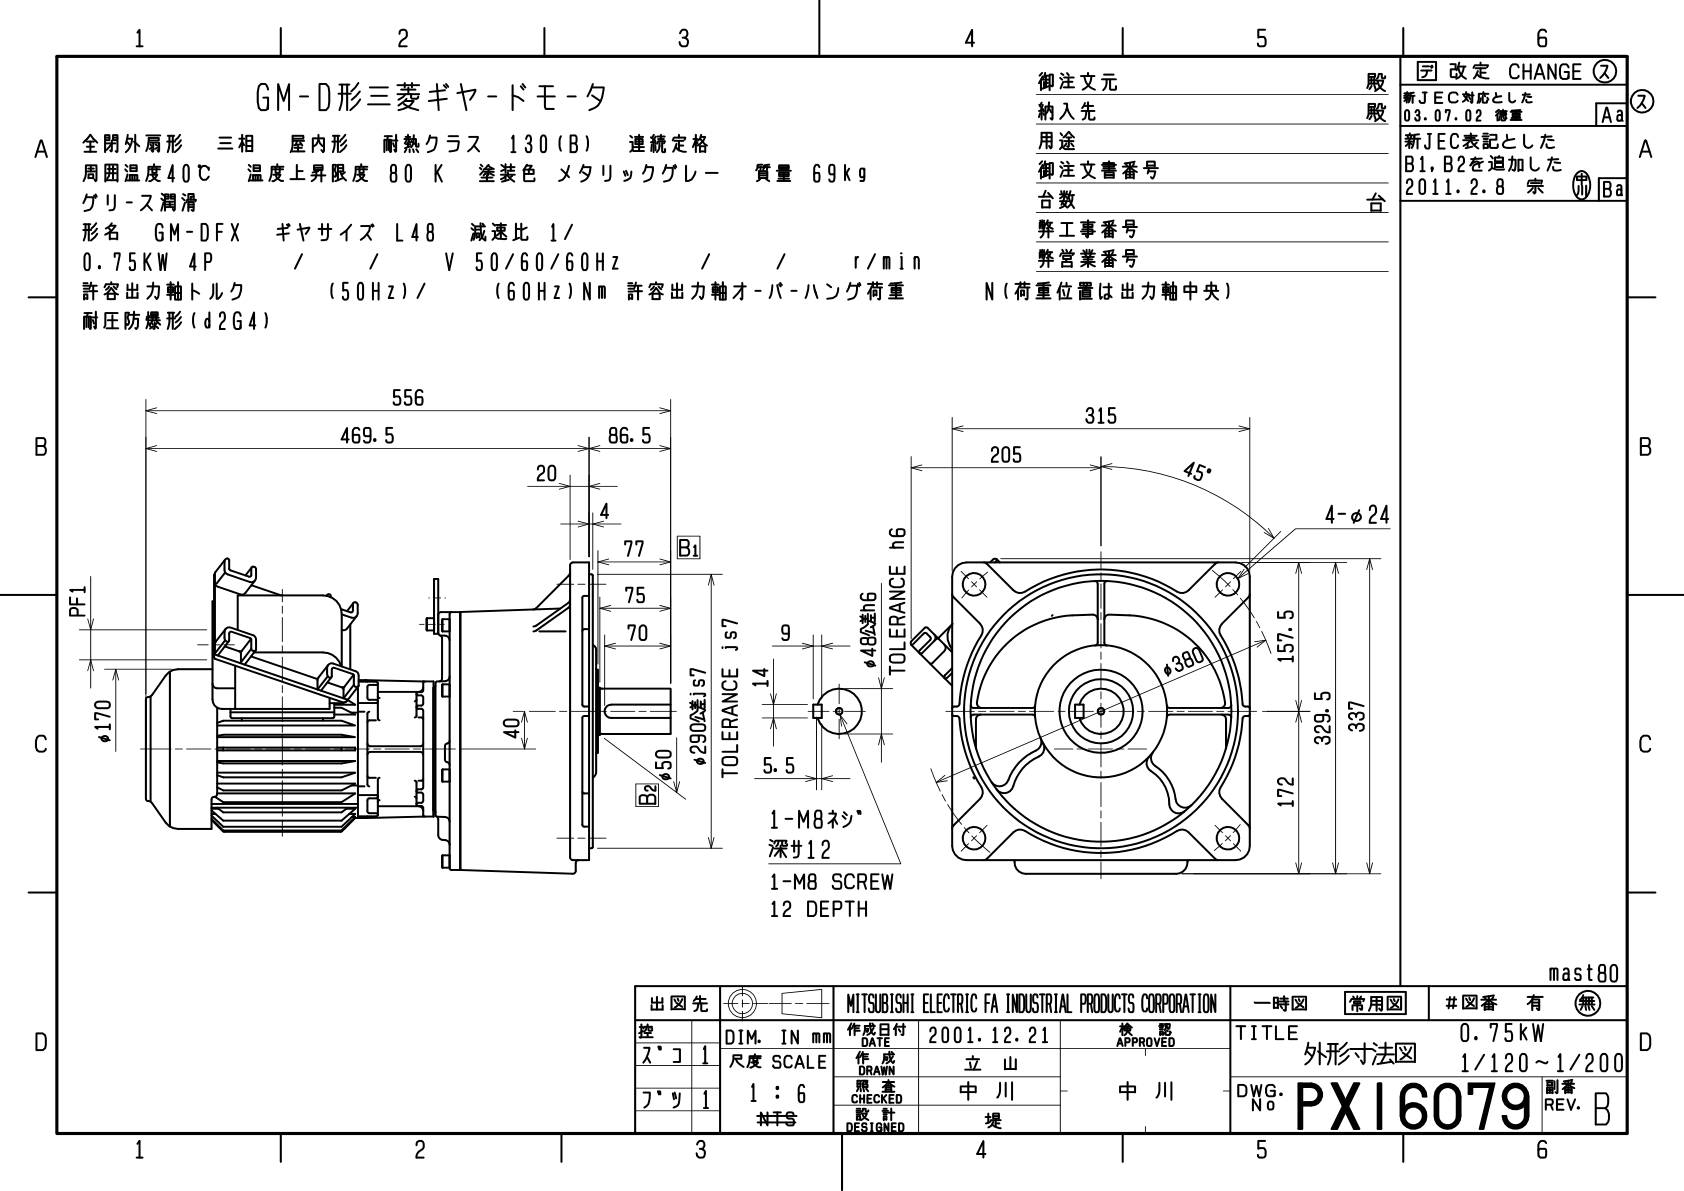 1 2 3 4 5 6
GM-D形三菱ギヤードモータ
全閉外扇形 三相 屋内形 耐熱クラス 130(B) 連続定格
周囲温度40℃ 温度上昇限度 80 K 塗装色 メタリックグレー 質量 69kg
グリース潤滑
形名 GM-DFX ギヤサイズ L48 減速比 1/
0.75KW 4P / / V 50/60/60Hz / / r/min
許容出力軸トルク (50Hz)/ (60Hz)Nm 許容出力軸オーバーハング荷重 N(荷重位置は出力軸中央)
耐圧防爆形(d2G4)
御注文元 殿
納入先 殿
用途
御注文書番号
台数 台
弊工事番号
弊営業番号
デ 改定 CHANGE ス
新JEC対応とした
03.07.02 徳重 Aa
ス
新JEC表記とした
B1,B2を追加した
2011.2.8 宗 Ba
A A
B B
C C
D D
556
469.5 86.5
20
4
77 B1
75
70
PF1
φ170
40
φ50
B2
φ290公差js7
TOLERANCE js7
9
14
5.5
φ48公差h6
TOLERANCE h6
1-M8ネジ
深サ12
1-M8 SCREW
12 DEPTH
315
205
45°
4-φ24
φ380
157.5
172
329.5
337
mast80
出図先
控
ズコ 1
ブツ 1
DIM. IN mm
尺度 SCALE
1 : 6
NTS
MITSUBISHI ELECTRIC FA INDUSTRIAL PRODUCTS CORPORATION
作成日付 DATE 2001.12.21
検認 APPROVED
作成 DRAWN 立山
照査 CHECKED 中川 中川
設計 DESIGNED 堤
一時図 常用図 #図番 有 無
TITLE 0.75kW
外形寸法図 1/120~1/200
DWG. No PX16079 副番 REV. B
1 2 3 4 5 6